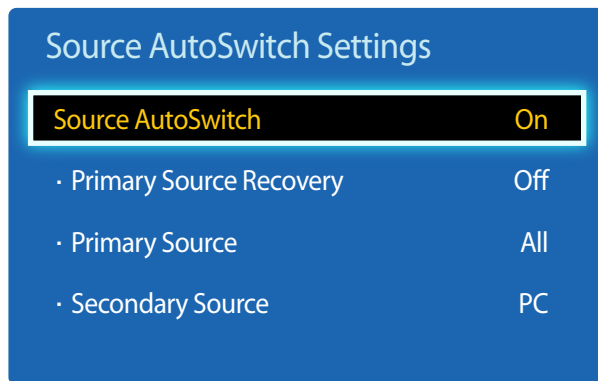 Source AutoSwitch Settings
Source AutoSwitch On
· Primary Source Recovery Off
· Primary Source All
· Secondary Source PC